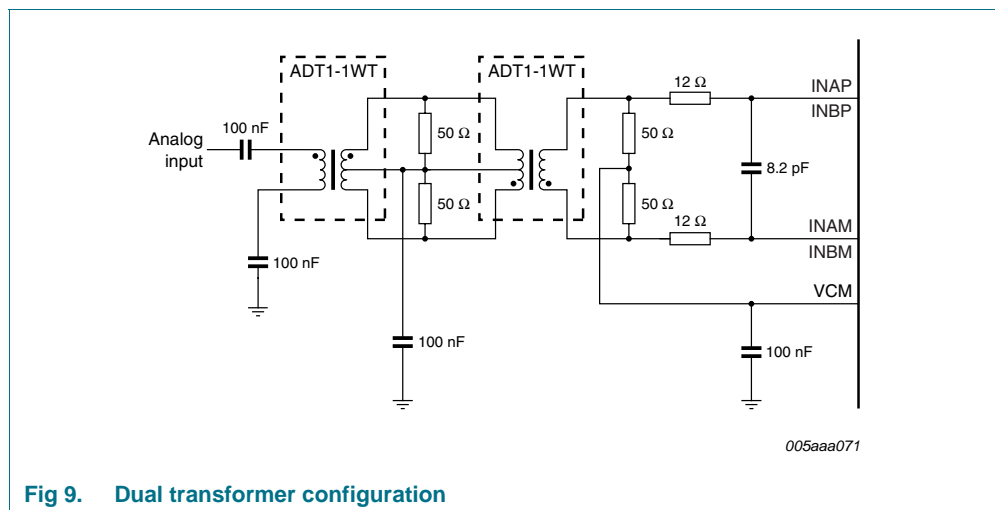 ADT1-1WT
ADT1-1WT
12 Ω
INAP
INBP
100 nF
Analog
input
50 Ω
50 Ω
8.2 pF
50 Ω
50 Ω
12 Ω
INAM
INBM
100 nF
VCM
100 nF
100 nF
005aaa071
Fig 9. Dual transformer configuration